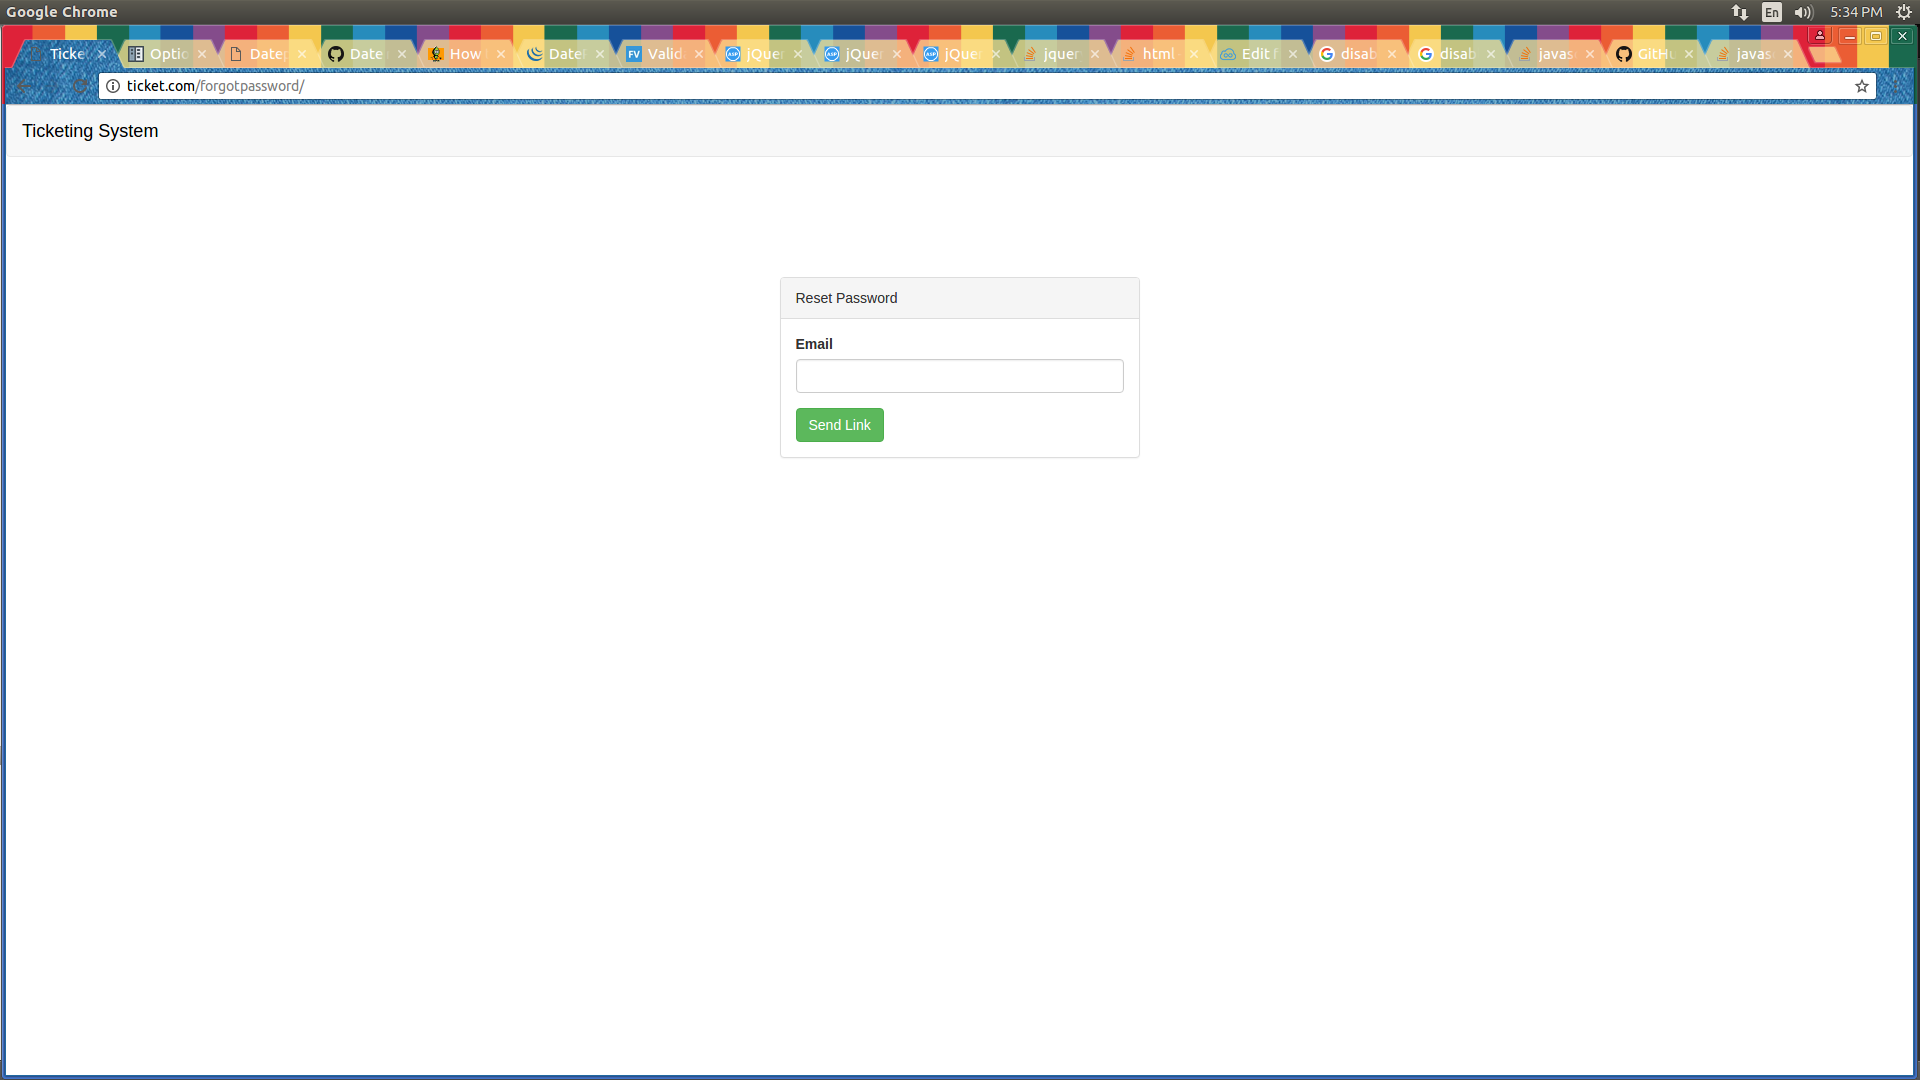 Google Chrome
En
5:34 PM
Ticke
Optio
Date
Date
How
Date
Valid
jQue
jQue
jQue
jquer
html
Edit
disab
disab
javas
GitHu
javas
ticket.com/forgotpassword/
Ticketing System
Reset Password
Email
Send Link